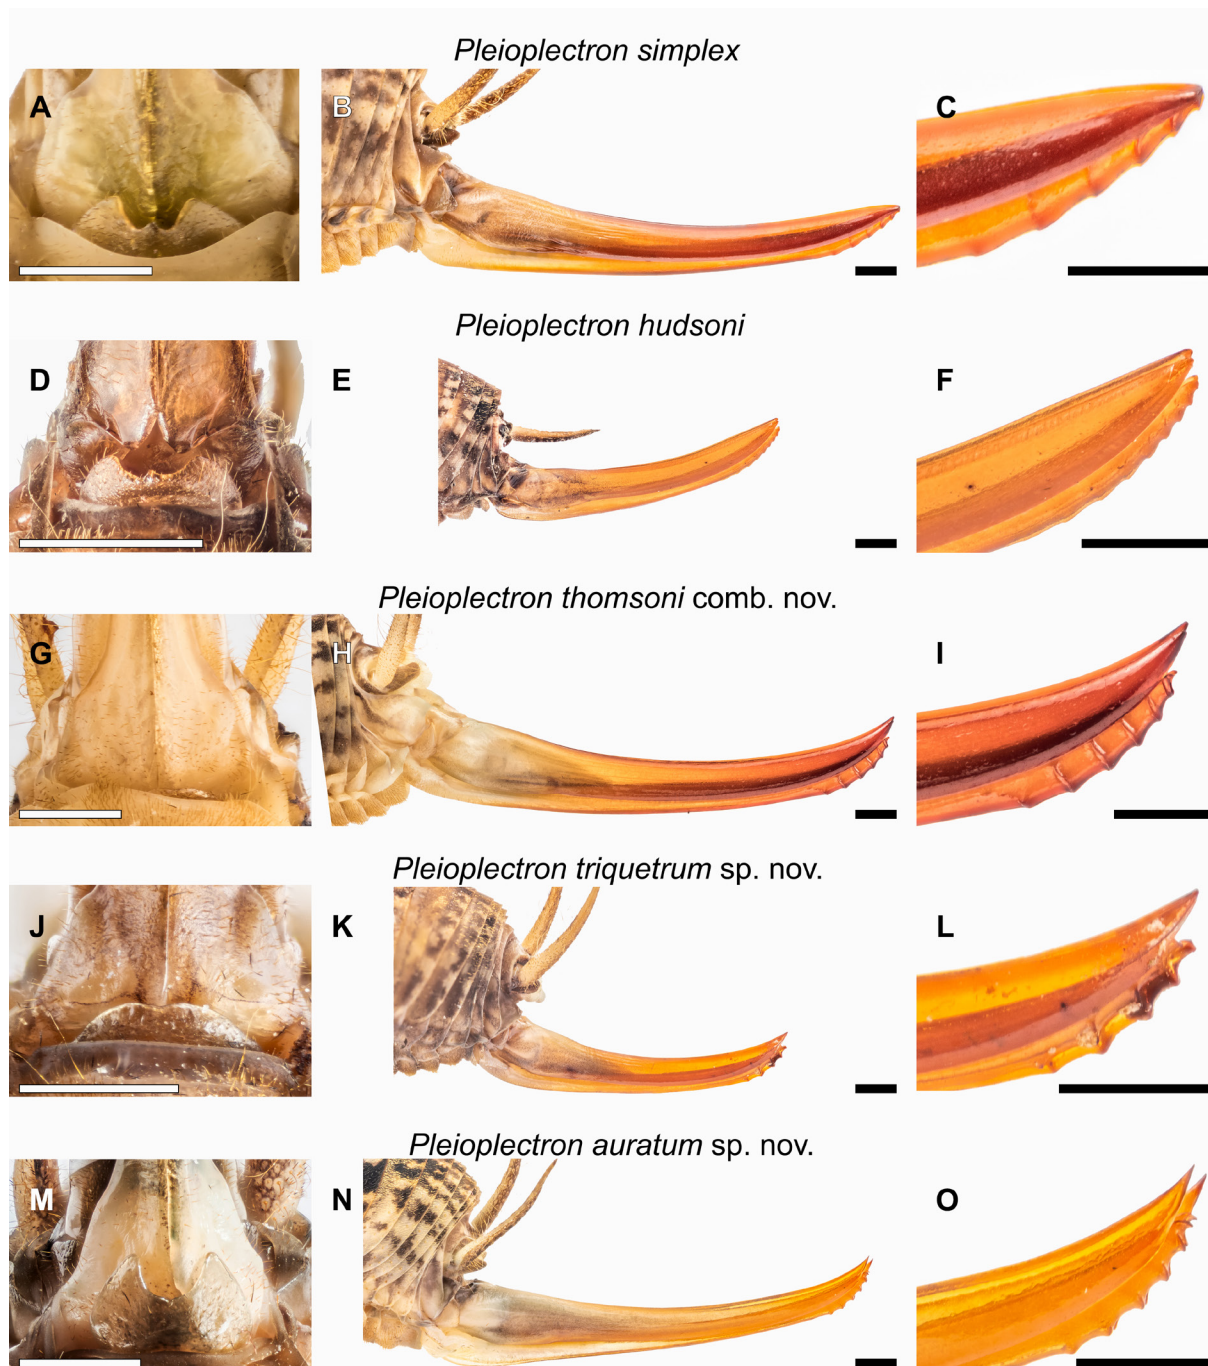 Pleioplectron simplex
A
B
C
Pleioplectron hudsoni
D
E
F
Pleioplectron thomsoni comb. nov.
G
H
I
Pleioplectron triquetrum sp. nov.
J
K
L
Pleioplectron auratum sp. nov.
M
N
O